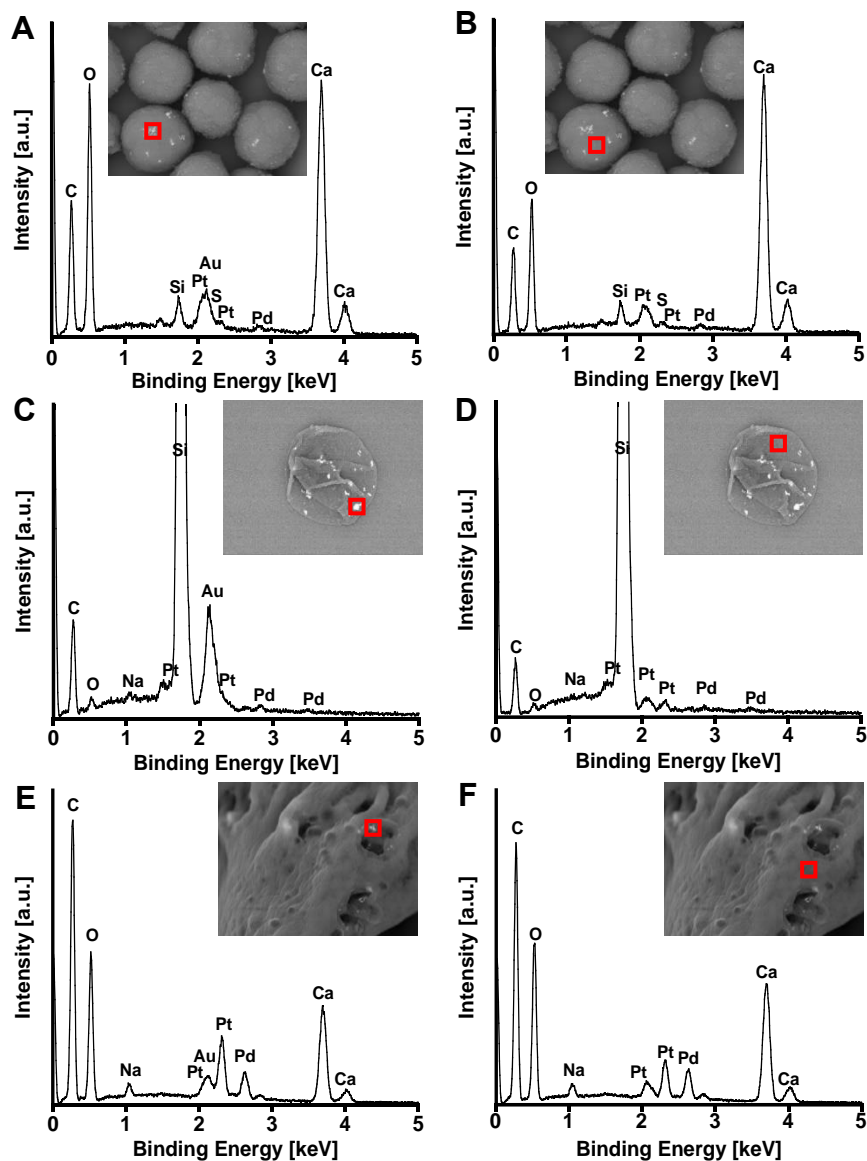 A
Intensity [a.u.]
C
O
Si
Pt
Au
S
Pt
Pd
Ca
Ca
0 1 2 3 4 5
Binding Energy [keV]
B
Intensity [a.u.]
C
O
Si
Pt
S
Pt
Pd
Ca
Ca
0 1 2 3 4 5
Binding Energy [keV]
C
Intensity [a.u.]
C
O
Na
Pt
Si
Au
Pt
Pd
Pd
0 1 2 3 4 5
Binding Energy [keV]
D
Intensity [a.u.]
C
O
Na
Pt
Si
Pt
Pt
Pd
Pd
0 1 2 3 4 5
Binding Energy [keV]
E
Intensity [a.u.]
C
O
Na
Pt
Au
Pt
Pd
Ca
Ca
0 1 2 3 4 5
Binding Energy [keV]
F
Intensity [a.u.]
C
O
Na
Pt
Pt
Pd
Ca
Ca
0 1 2 3 4 5
Binding Energy [keV]